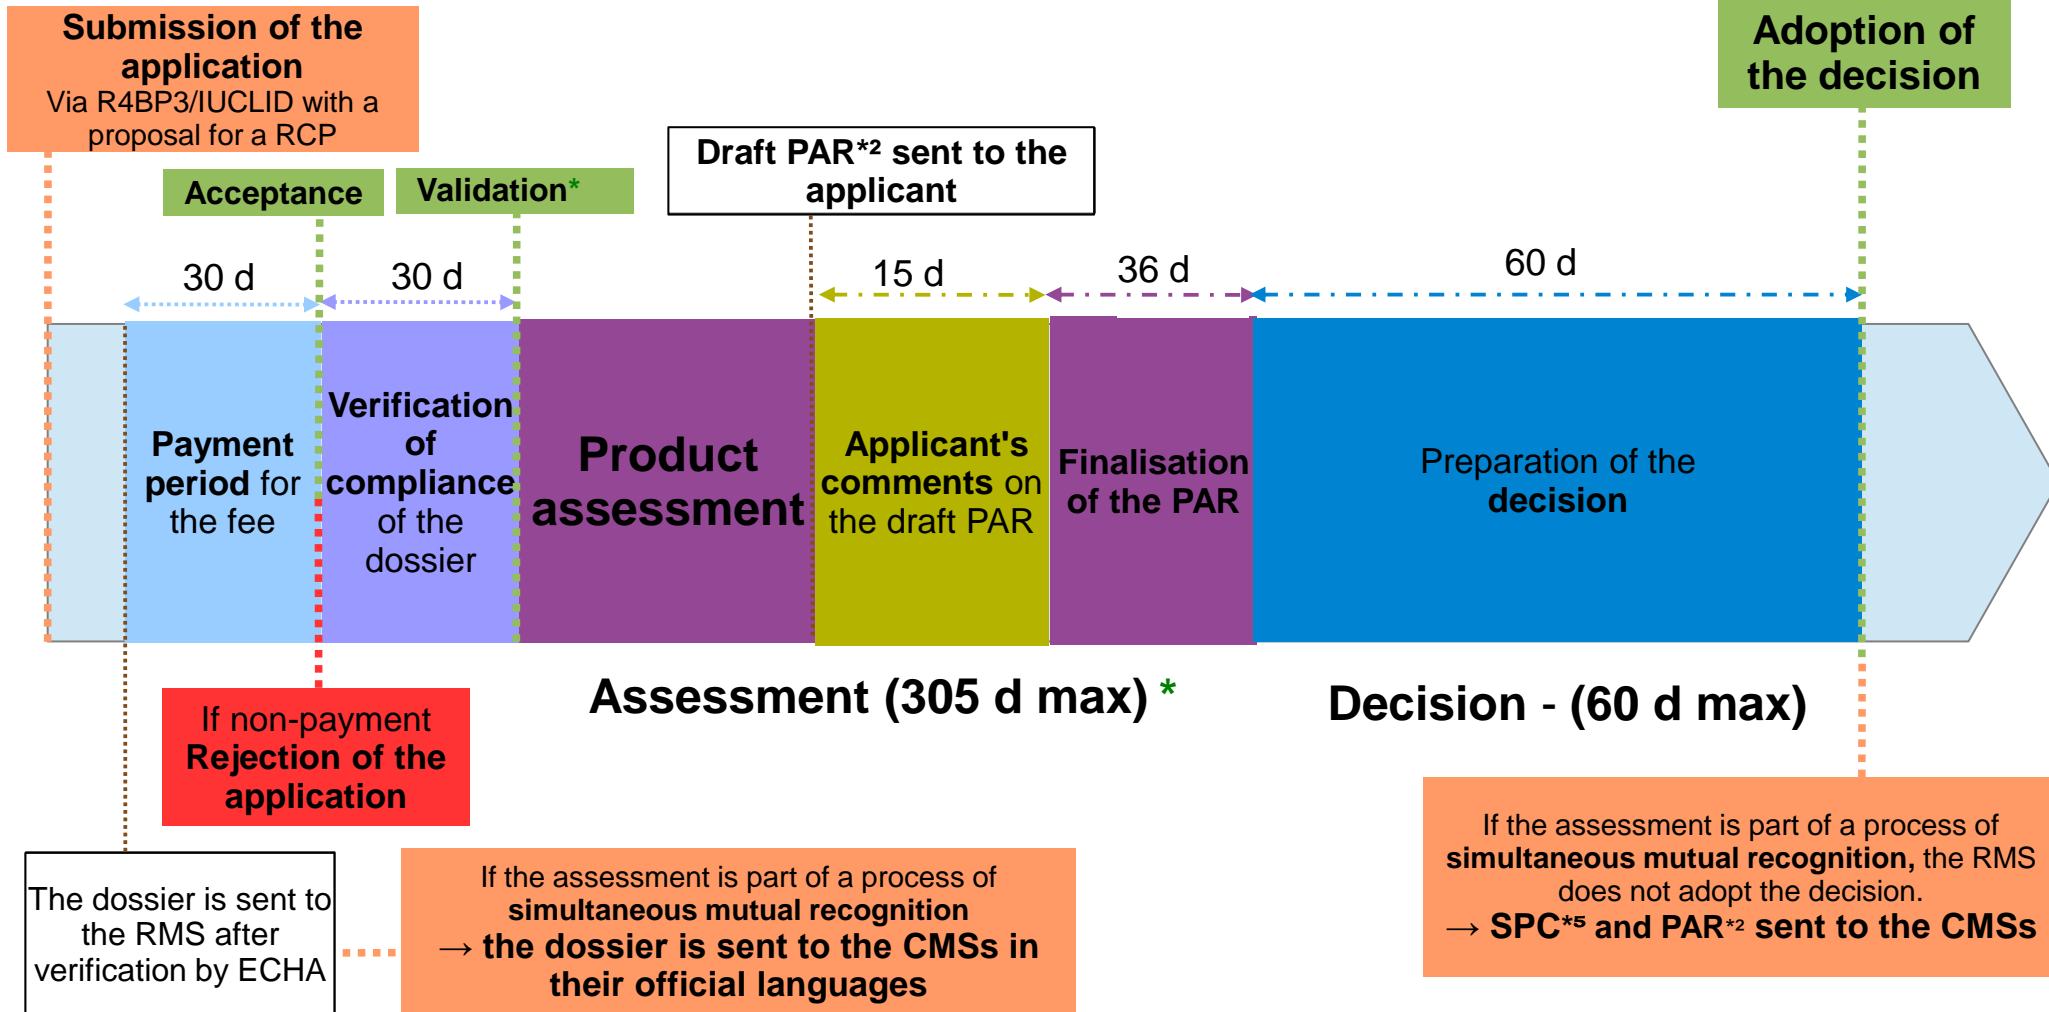 Submission of the
application
Via R4BP3/IUCLID with a
proposal for a RCP
Adoption of
the decision
Draft PAR*² sent to the
applicant
Acceptance
Validation*
30 d
30 d
15 d
36 d
60 d
Payment
period for
the fee
Verification
of
compliance
of the
dossier
Product
assessment
Applicant's
comments on
the draft PAR
Finalisation
of the PAR
Preparation of the
decision
Assessment (305 d max) *
Decision - (60 d max)
If non-payment
Rejection of the
application
The dossier is sent to
the RMS after
verification by ECHA
If the assessment is part of a process of
simultaneous mutual recognition
→ the dossier is sent to the CMSs in
their official languages
If the assessment is part of a process of
simultaneous mutual recognition, the RMS
does not adopt the decision.
→ SPC*⁵ and PAR*² sent to the CMSs